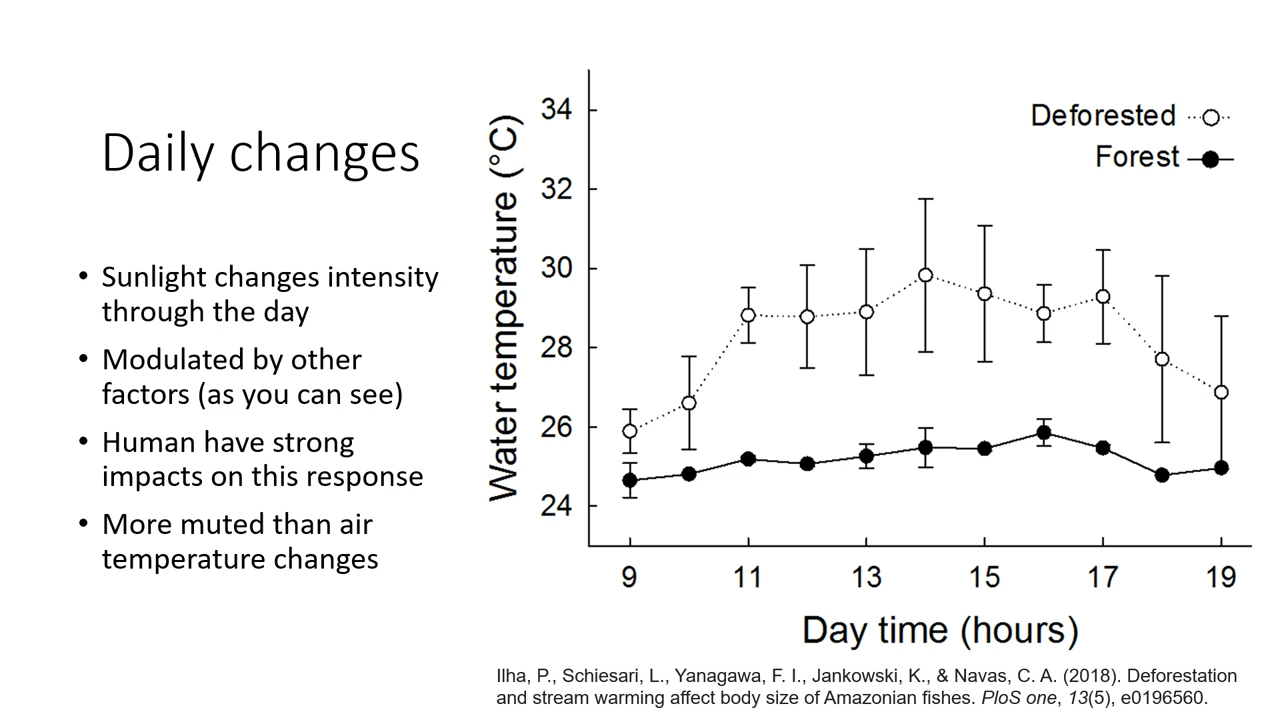 Daily changes
• Sunlight changes intensity
through the day
• Modulated by other
factors (as you can see)
• Human have strong
impacts on this response
• More muted than air
temperature changes
Water temperature (°C)
34
32
30
28
26
24
Deforested
Forest
9 11 13 15 17 19
Day time (hours)
Ilha, P., Schiesari, L., Yanagawa, F. I., Jankowski, K., & Navas, C. A. (2018). Deforestation
and stream warming affect body size of Amazonian fishes. PloS one, 13(5), e0196560.